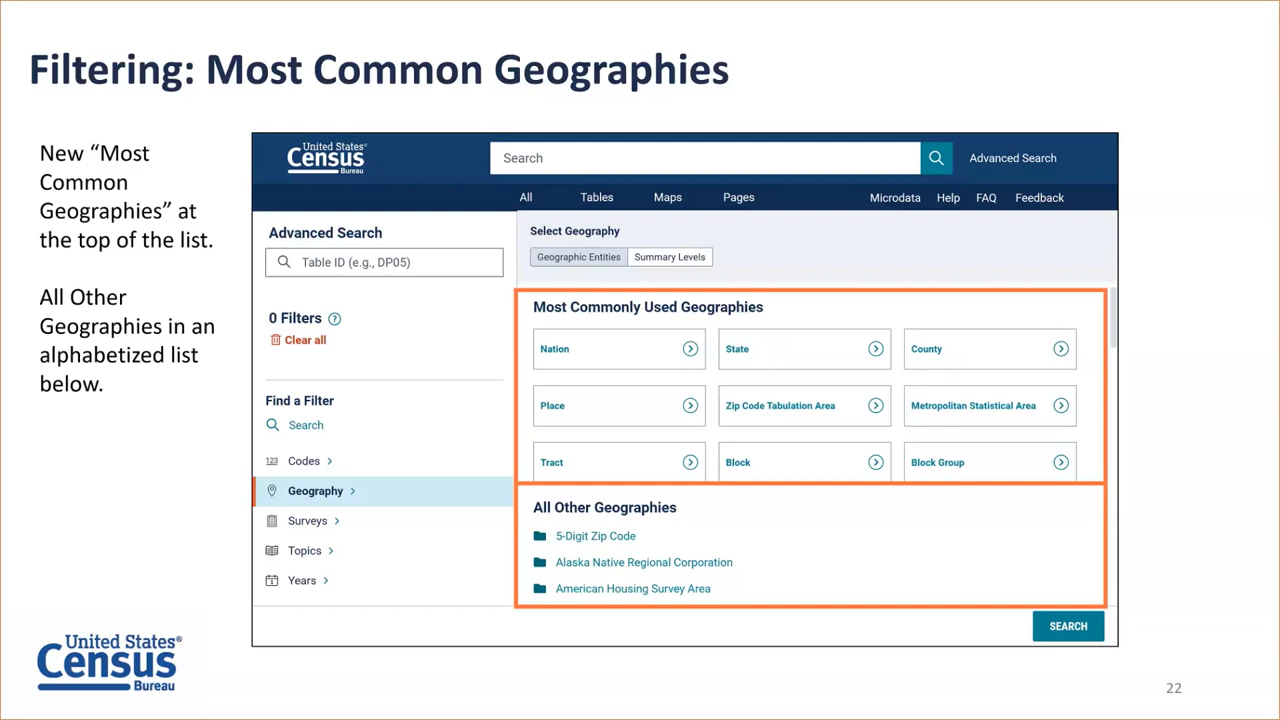 Filtering: Most Common Geographies
New “Most
Common
Geographies” at
the top of the list.
All Other
Geographies in an
alphabetized list
below.
United States®
Census
Bureau
Search
Advanced Search
All
Tables
Maps
Pages
Microdata
Help
FAQ
Feedback
Advanced Search
Table ID (e.g., DP05)
0 Filters ?
Clear all
Find a Filter
Search
123 Codes
Geography
Surveys
Topics
1 Years
Select Geography
Geographic Entities
Summary Levels
Most Commonly Used Geographies
Nation
State
County
Place
Zip Code Tabulation Area
Metropolitan Statistical Area
Tract
Block
Block Group
All Other Geographies
5-Digit Zip Code
Alaska Native Regional Corporation
American Housing Survey Area
SEARCH
United States®
Census
Bureau
22